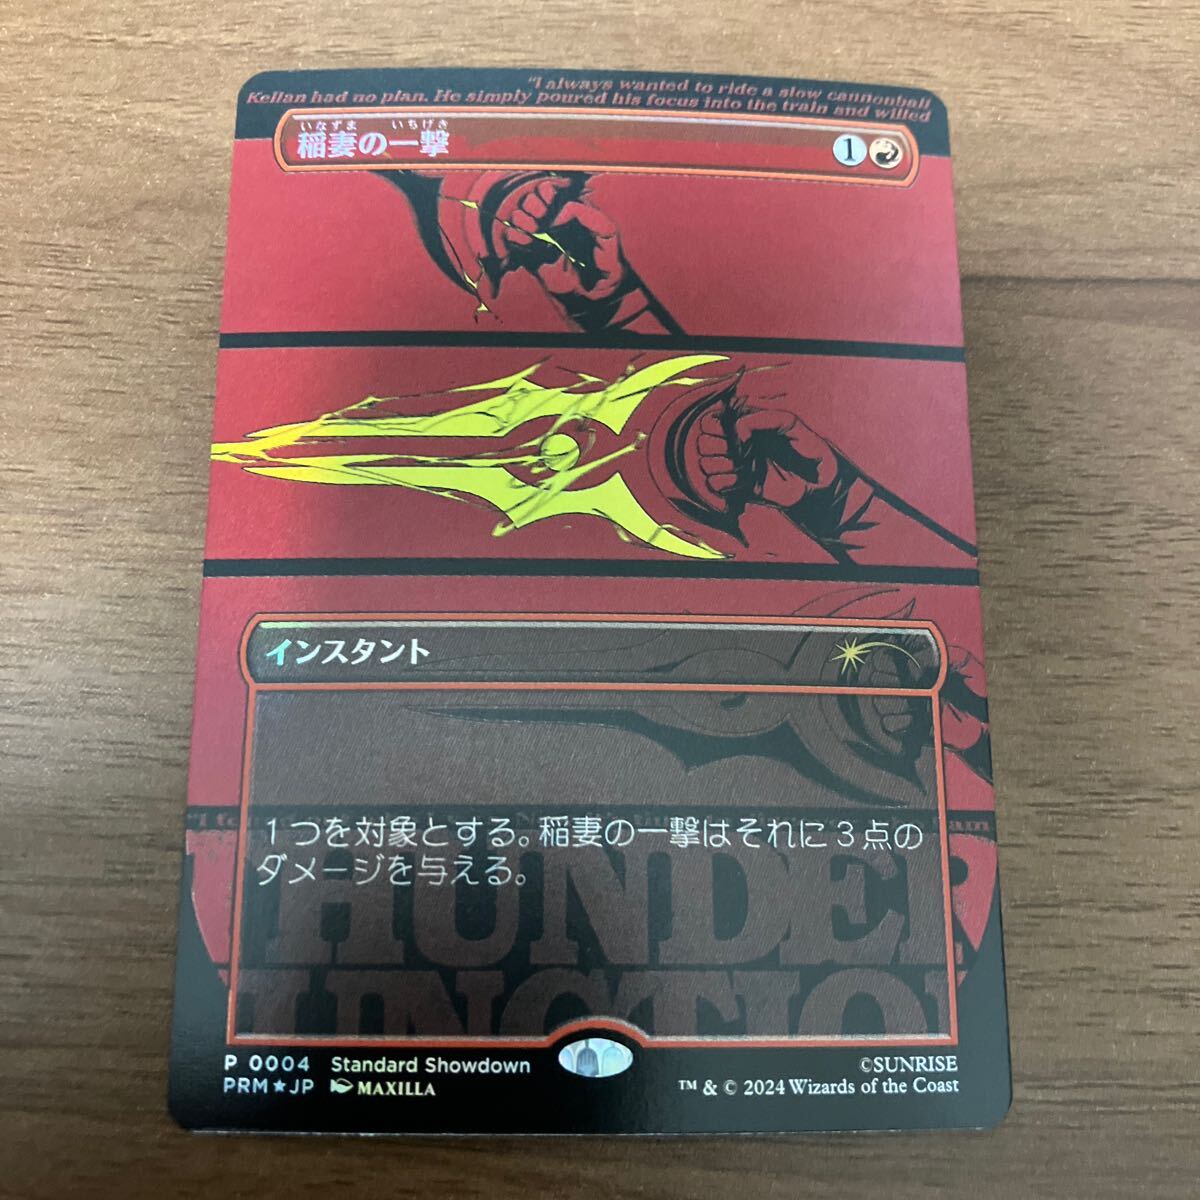 "I always wanted to ride a slow cannonball
Kellan had no plan. He simply poured his focus into the train and willed
いなずま いちげき
稲妻の一撃
1
インスタント
1つを対象とする。稲妻の一撃はそれに3点の
ダメージを与える。
THUNDER
JUNCTION
P 0004 Standard Showdown
PRM★JP MAXILLA
©SUNRISE
™ & © 2024 Wizards of the Coast